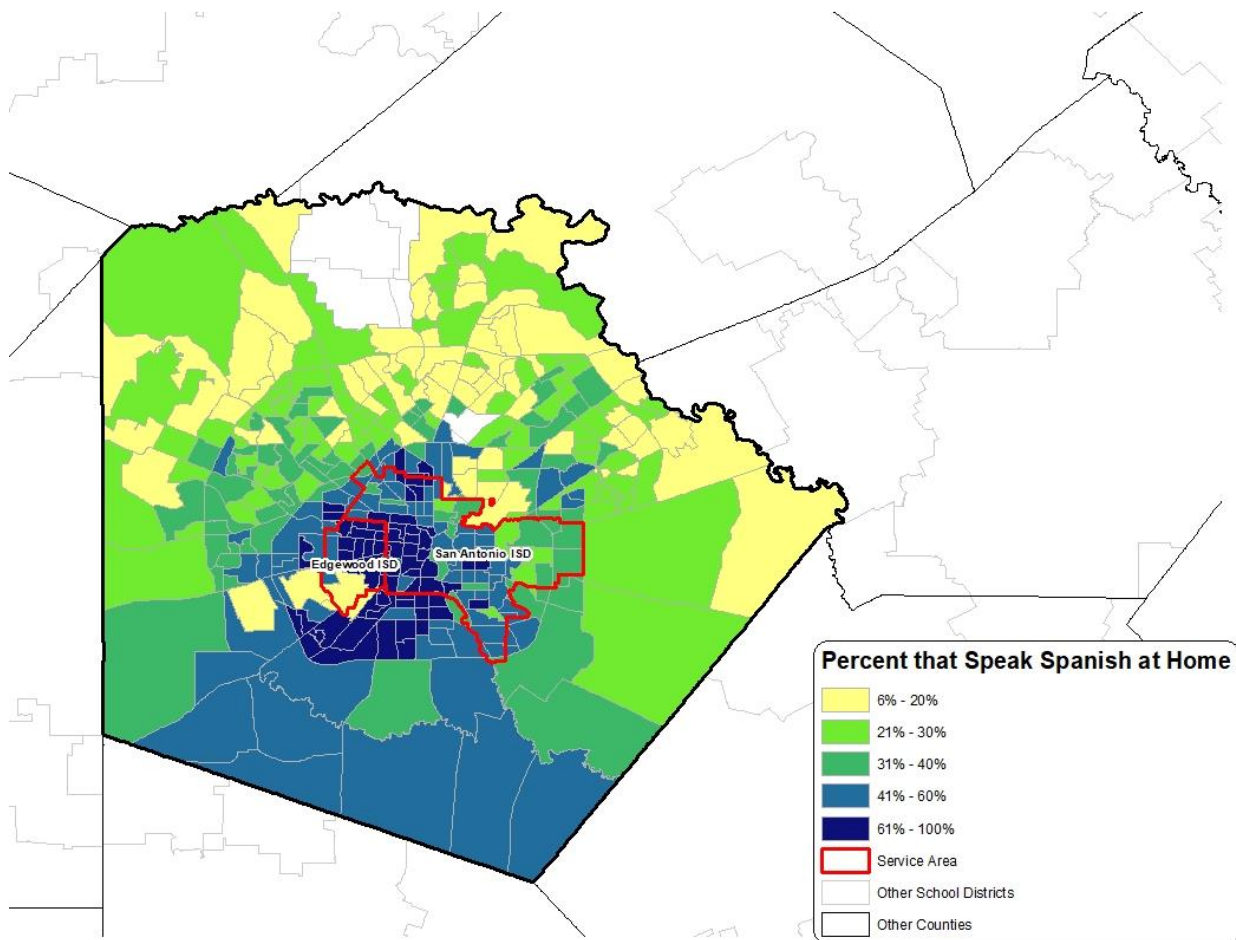 San Antonio ISD
Edgewood ISD
Percent that Speak Spanish at Home
6% - 20%
21% - 30%
31% - 40%
41% - 60%
61% - 100%
Service Area
Other School Districts
Other Counties